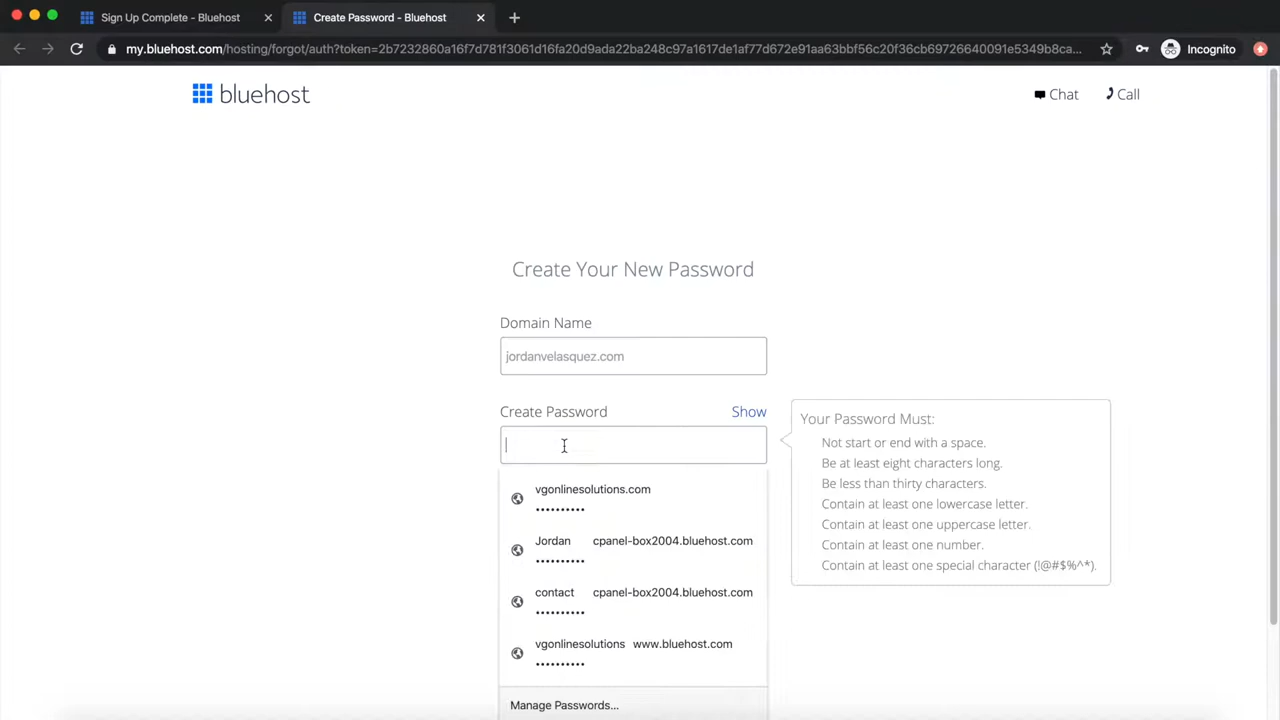 Sign Up Complete - Bluehost
Create Password - Bluehost
my.bluehost.com/hosting/forgot/auth?token=2b7232860a16f7d781f3061d16fa20d9ada22ba248c97a1617de1af77d672e91aa63bbf56c20f36cb69726640091e5349b8ca...
Incognito
bluehost
Chat
Call
Create Your New Password
Domain Name
jordanvelasquez.com
Create Password
Show
Your Password Must:
Not start or end with a space.
Be at least eight characters long.
Be less than thirty characters.
Contain at least one lowercase letter.
Contain at least one uppercase letter.
Contain at least one number.
Contain at least one special character (!@#$%^*).
vgonlinesolutions.com
••••••••••
Jordan cpanel-box2004.bluehost.com
••••••••••
contact cpanel-box2004.bluehost.com
••••••••••
vgonlinesolutions www.bluehost.com
••••••••••
Manage Passwords...